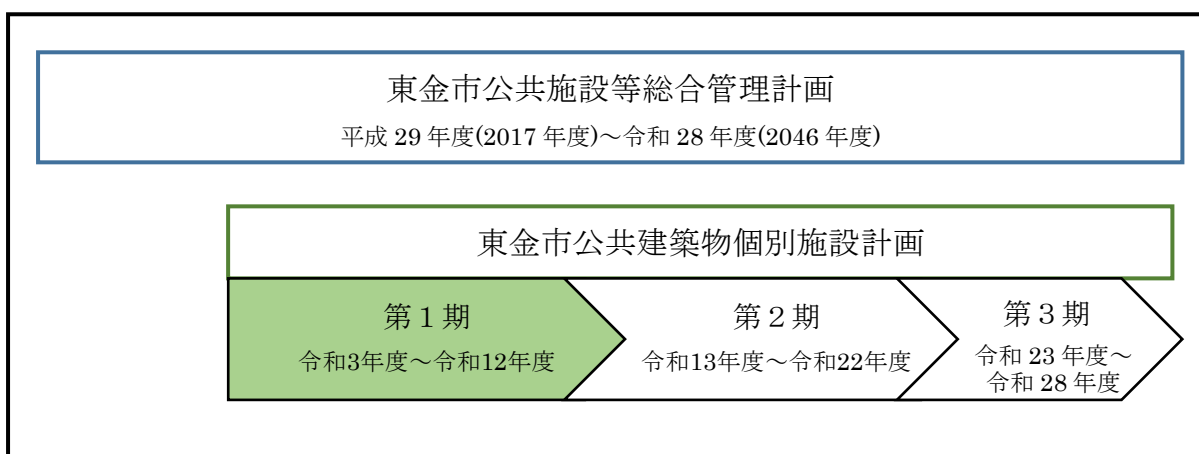 東金市公共施設等総合管理計画
平成 29 年度(2017 年度)～令和 28 年度(2046 年度)
東金市公共建築物個別施設計画
第１期
令和3年度～令和12年度
第２期
令和13年度～令和22年度
第３期
令和 23 年度～
令和 28 年度